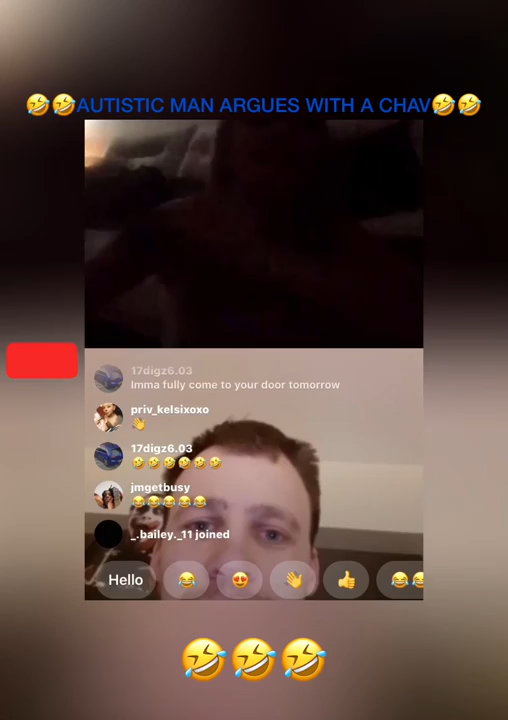 🤣🤣AUTISTIC MAN ARGUES WITH A CHAV🤣🤣
17digz6.03
Imma fully come to your door tomorrow
priv_kelsixoxo
👋
17digz6.03
🤣🤣🤣🤣🤣🤣
jmgetbusy
😂😂😂😂😂
_.bailey._11 joined
Hello 😂 😍 👋 👍 😂😂
🤣🤣🤣